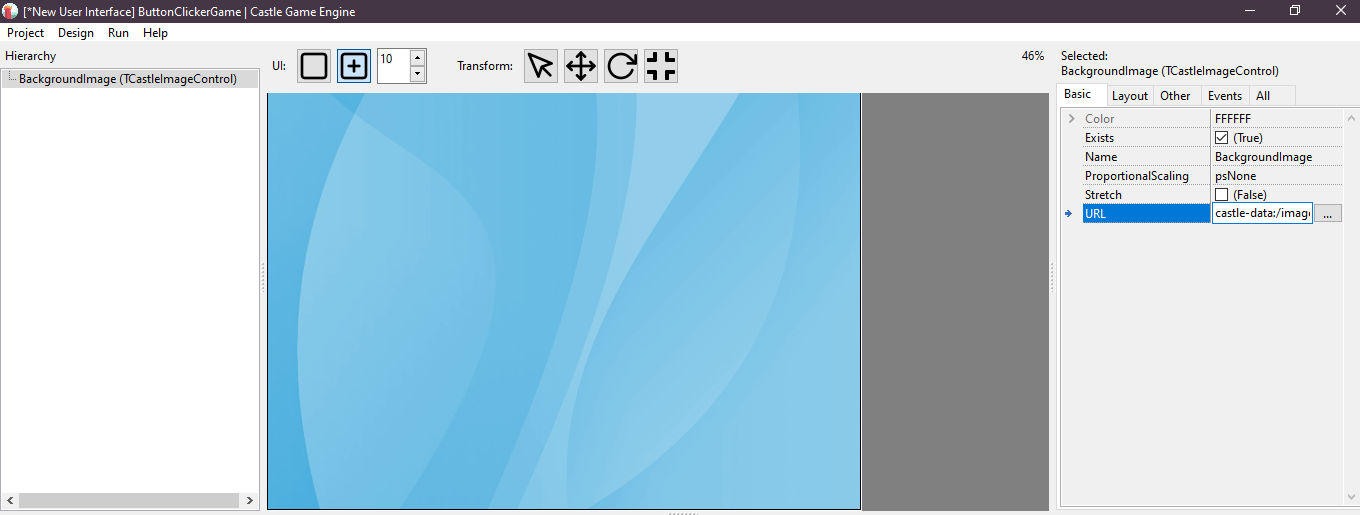 [*New User Interface] ButtonClickerGame | Castle Game Engine
Project Design Run Help
Hierarchy
BackgroundImage (TCastleImageControl)
UI:
10
Transform:
46%
Selected:
BackgroundImage (TCastleImageControl)
Basic Layout Other Events All
Color FFFFFF
Exists (True)
Name BackgroundImage
ProportionalScaling psNone
Stretch (False)
URL castle-data:/imag ...